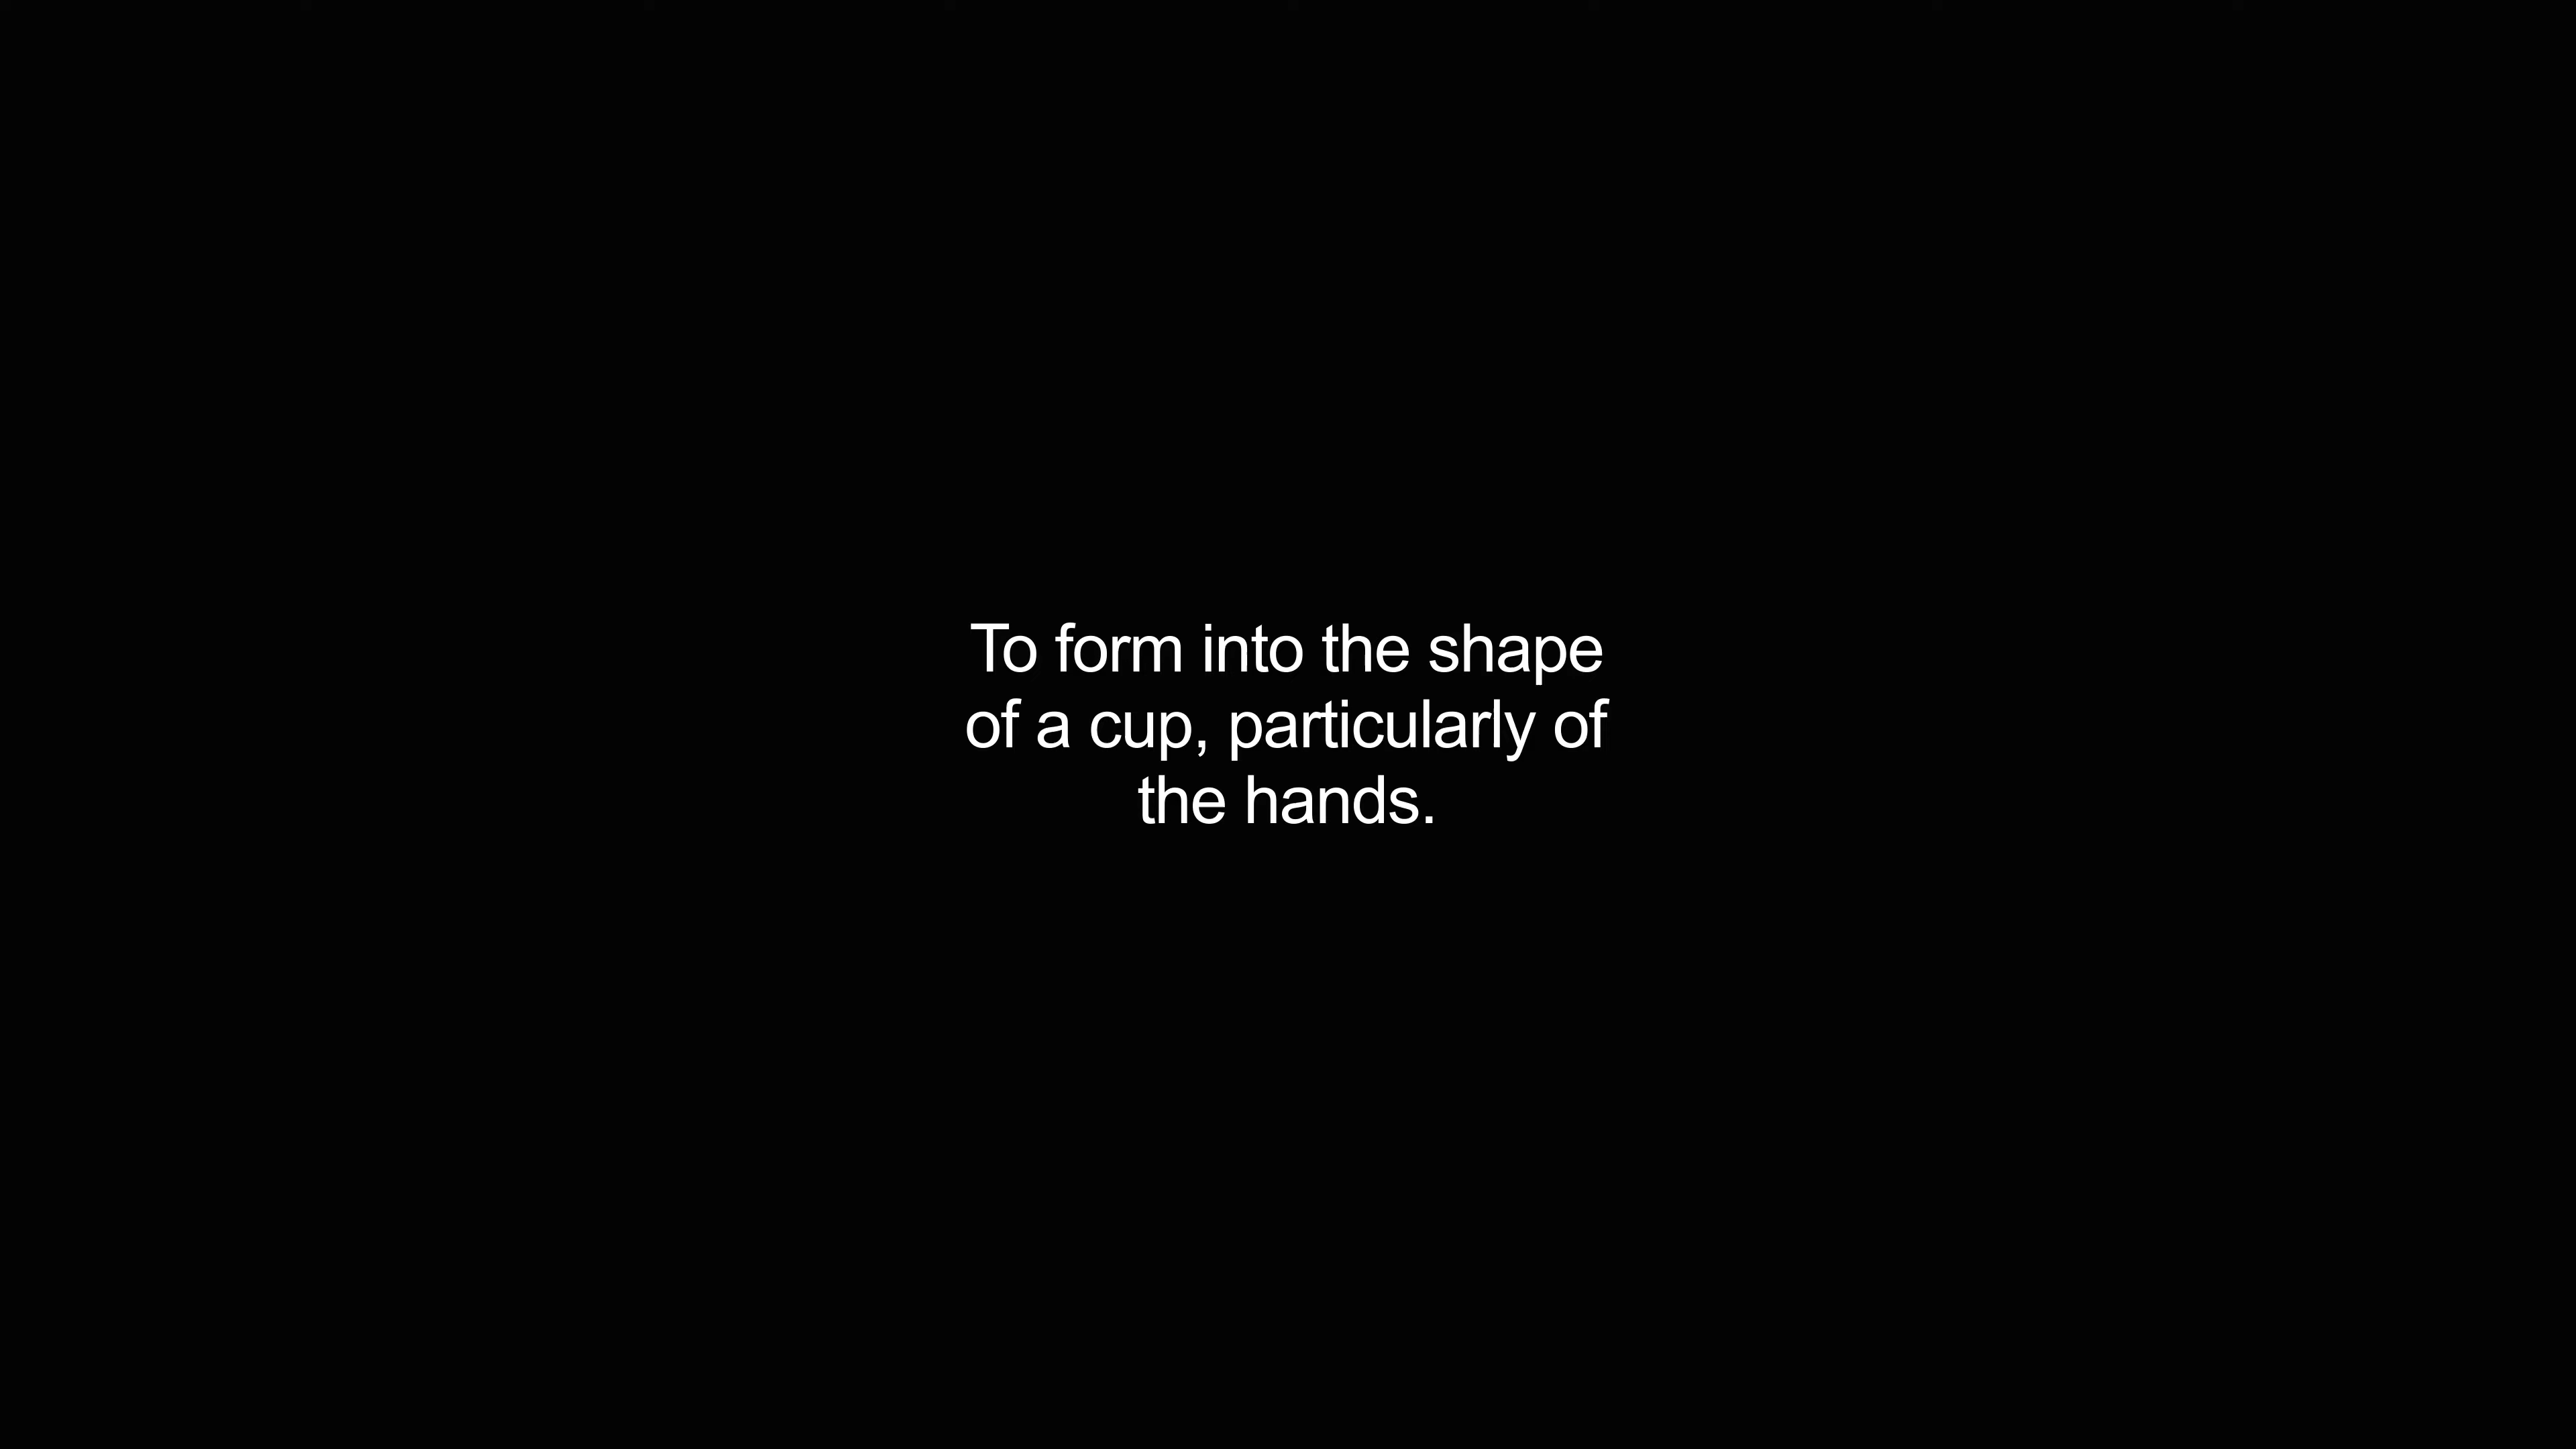 To form into the shape
of a cup, particularly of
the hands.